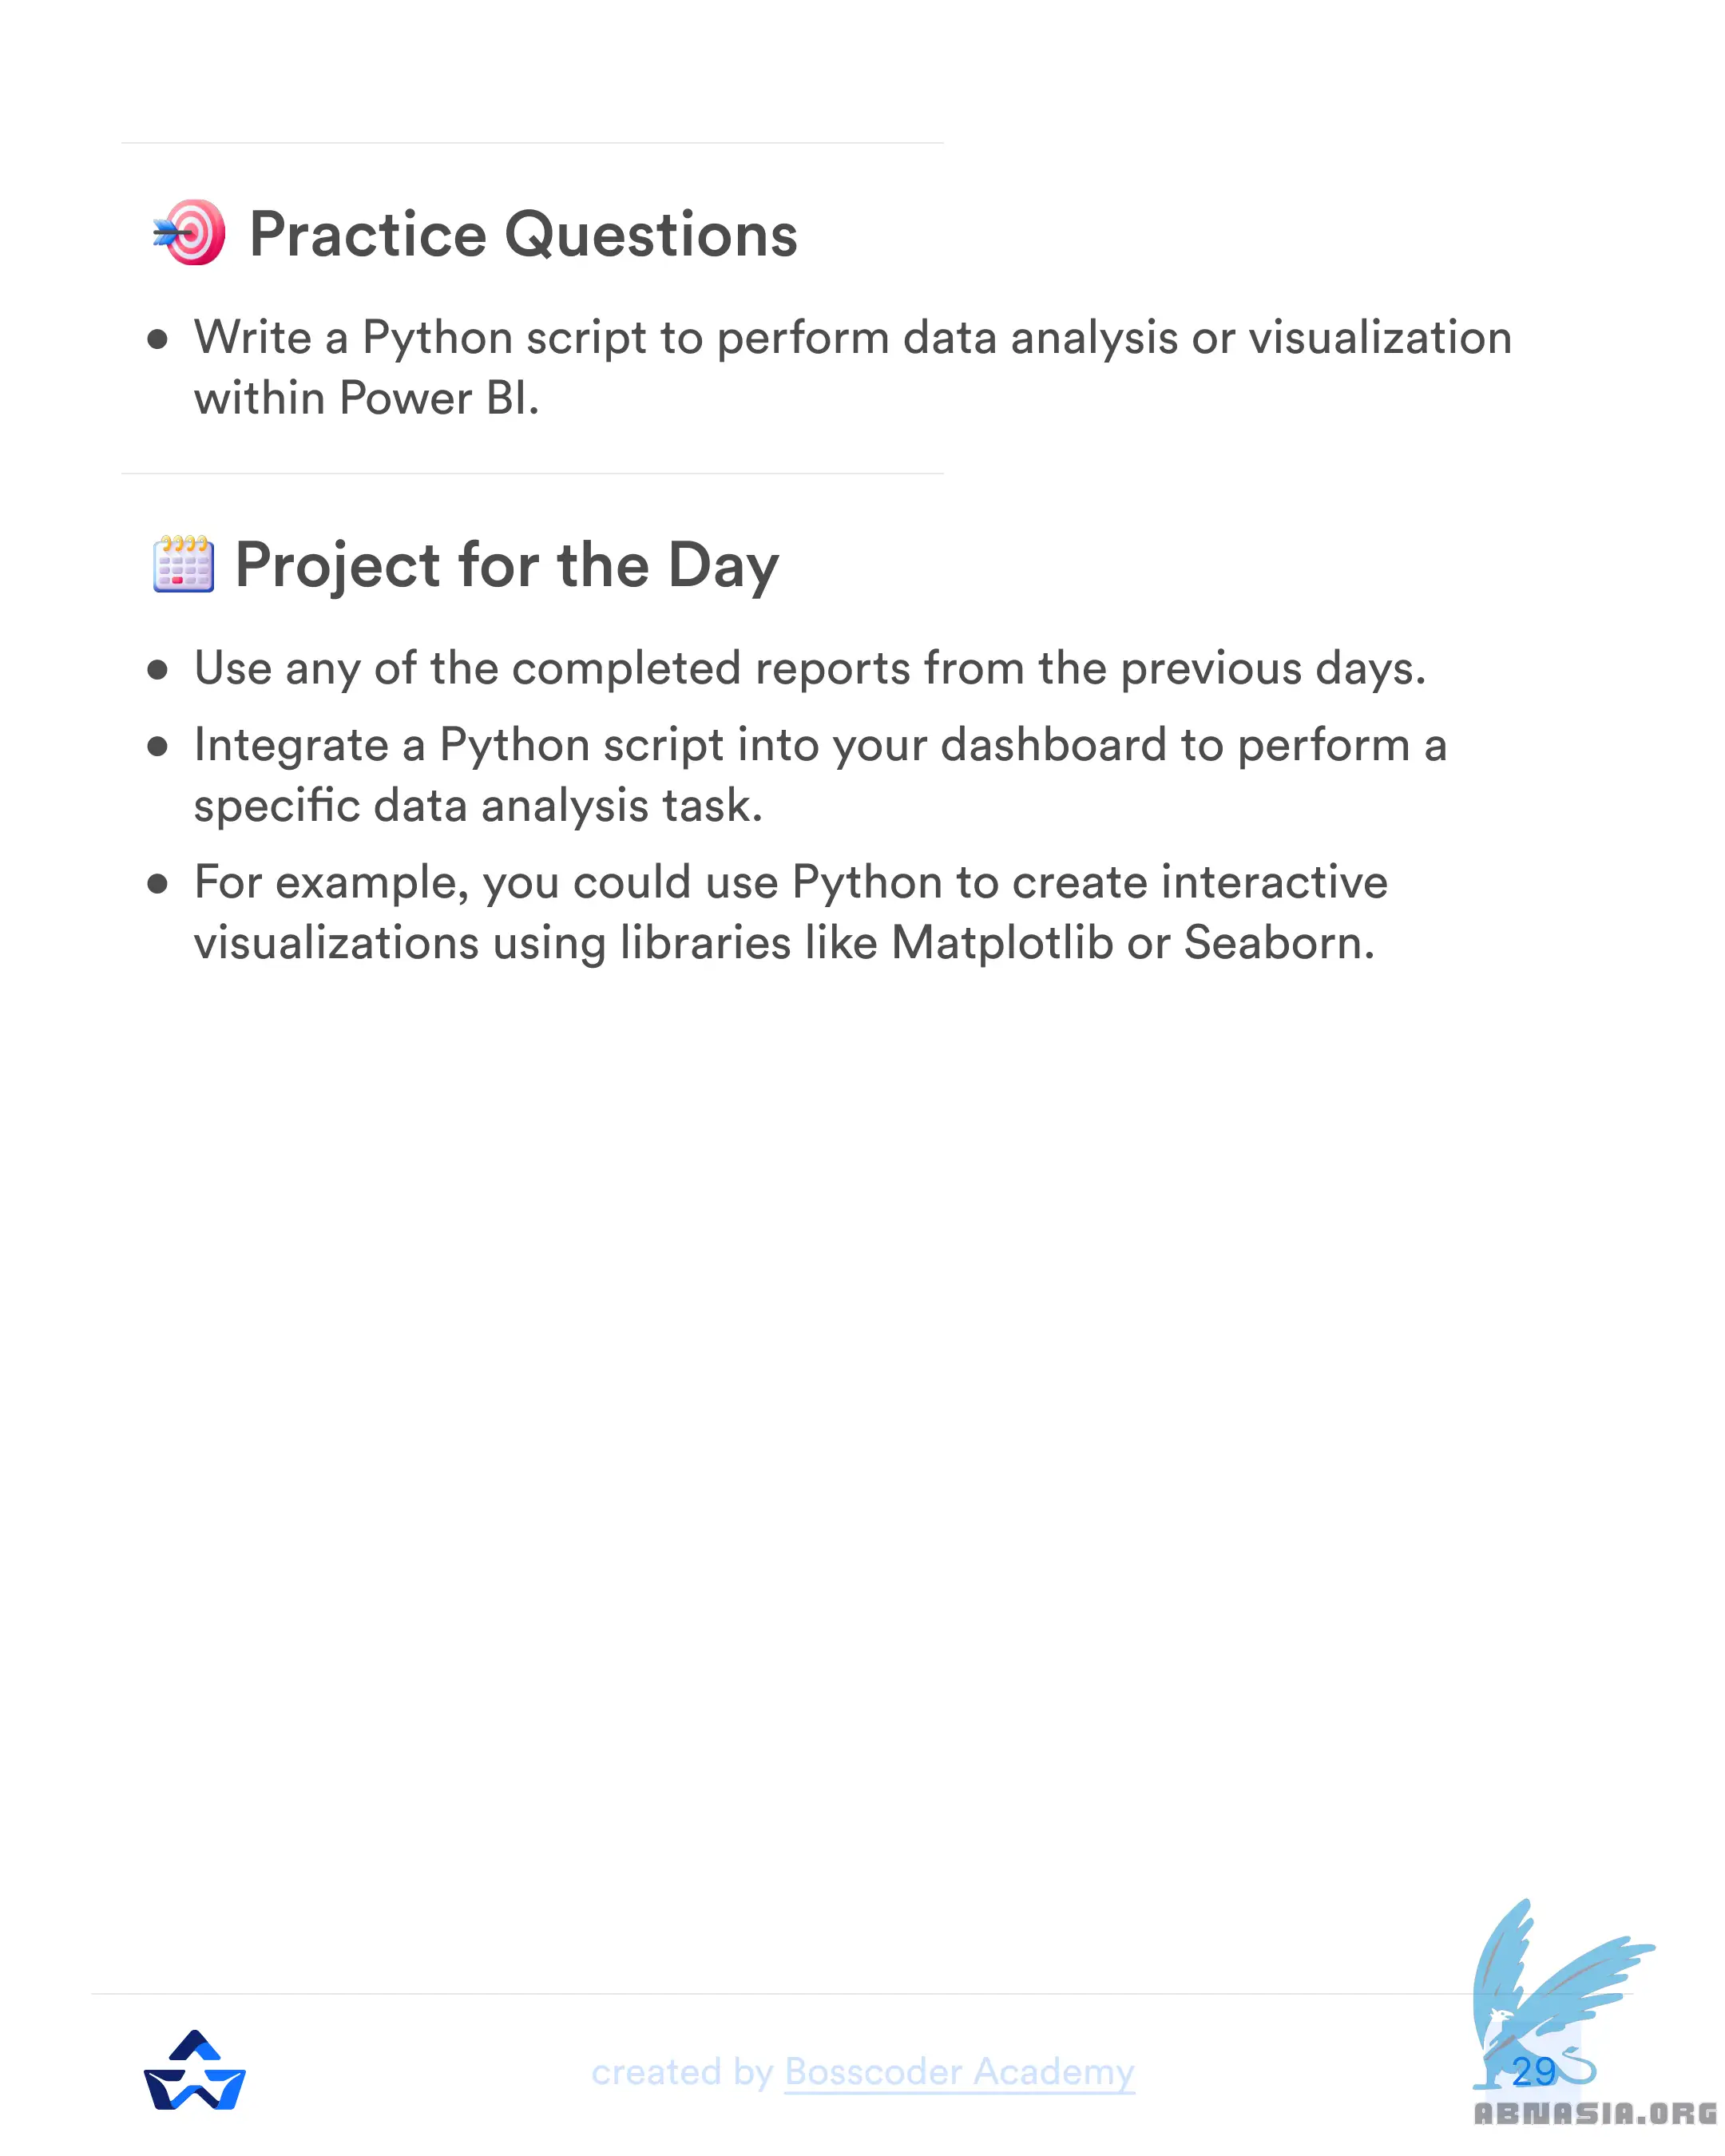 Practice Questions
● Write a Python script to perform data analysis or visualization
within Power BI.
Project for the Day
● Use any of the completed reports from the previous days.
● Integrate a Python script into your dashboard to perform a
specific data analysis task.
● For example, you could use Python to create interactive
visualizations using libraries like Matplotlib or Seaborn.
created by Bosscoder Academy
29
ABNASIA.ORG